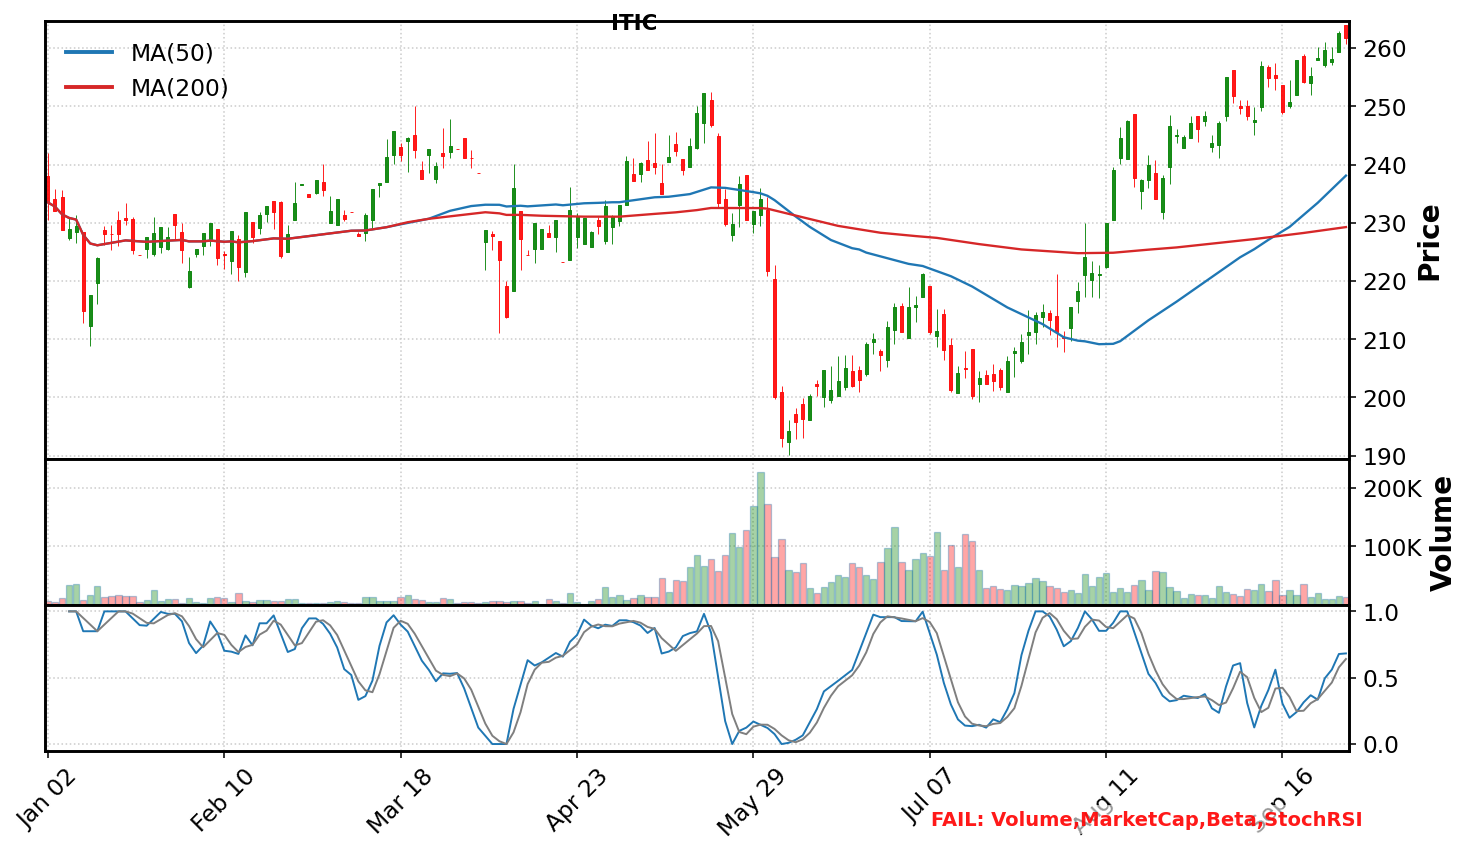 ITIC
MA(50)
MA(200)
260
250
240
230
220
210
200
190
Price
200K
100K
Volume
1.0
0.5
0.0
Jan 02
Feb 10
Mar 18
Apr 23
May 29
Jul 07
Aug 11
Sep 16
FAIL: Volume,MarketCap,Beta,StochRSI